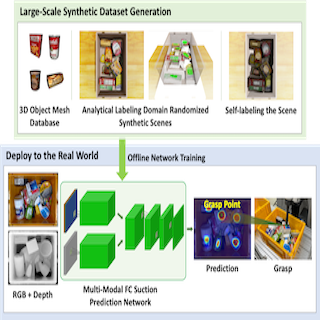 Large-Scale Synthetic Dataset Generation
3D Object Mesh
Database
Analytical Labeling Domain Randomized
Synthetic Scenes
Self-labeling the Scene
Deploy to the Real World
Offline Network Training
Grasp Point
RGB + Depth
Multi-Modal FC Suction
Prediction Network
Prediction
Grasp